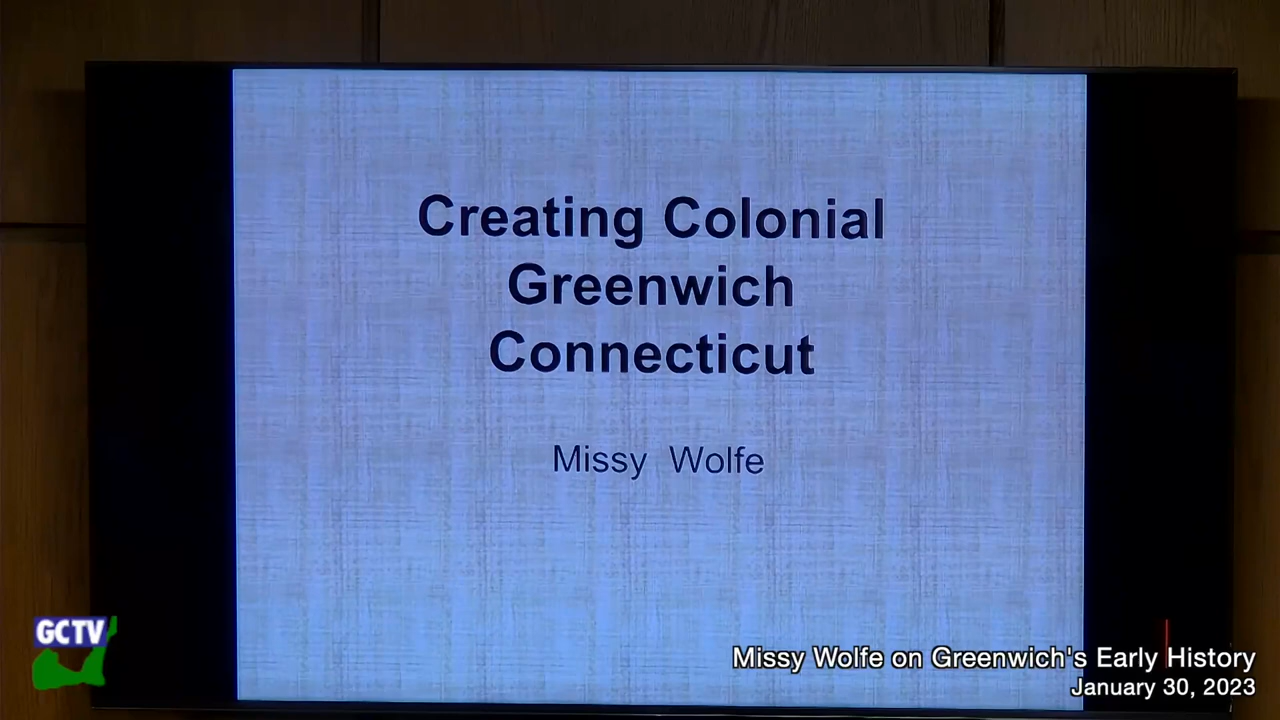 Creating Colonial
Greenwich
Connecticut
Missy Wolfe
GCTV
Missy Wolfe on Greenwich's Early History
January 30, 2023